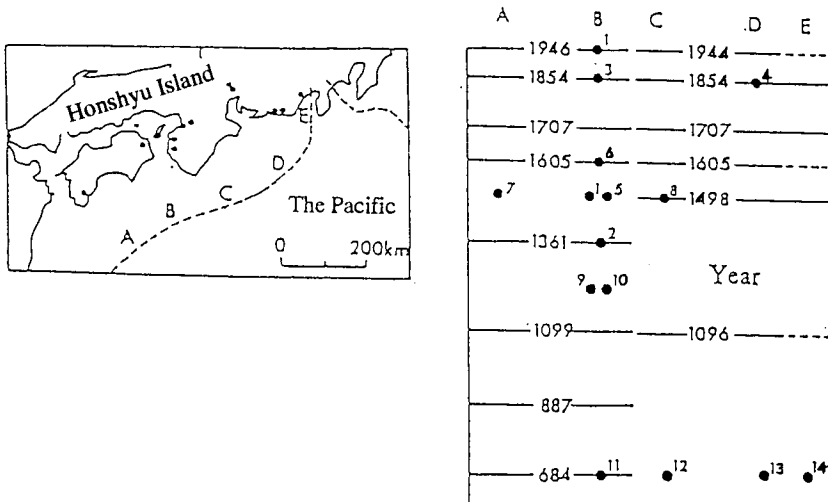 Honshyu Island
E
D
C
B
A
The Pacific
0 200km
A B C D E
1946 1 1944
1854 3 1854 4
1707 1707
1605 6 1605
7 1 5 8 1498
1361 2
9 10 Year
1099 1096
887
684 11 12 13 14